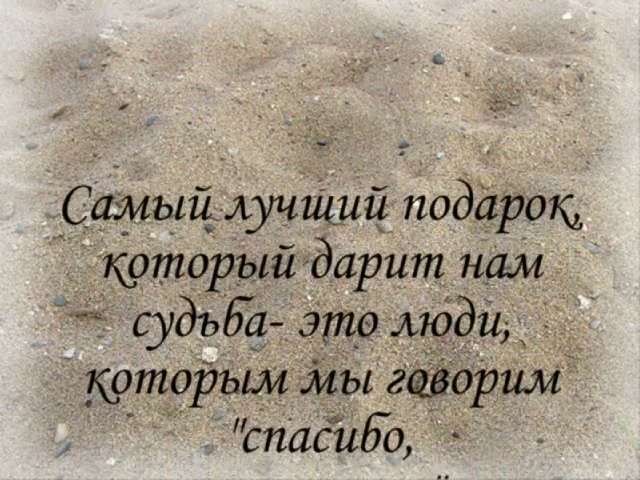 Самый лучший подарок,
который дарит нам
судьба- это люди,
которым мы говорим
"спасибо,